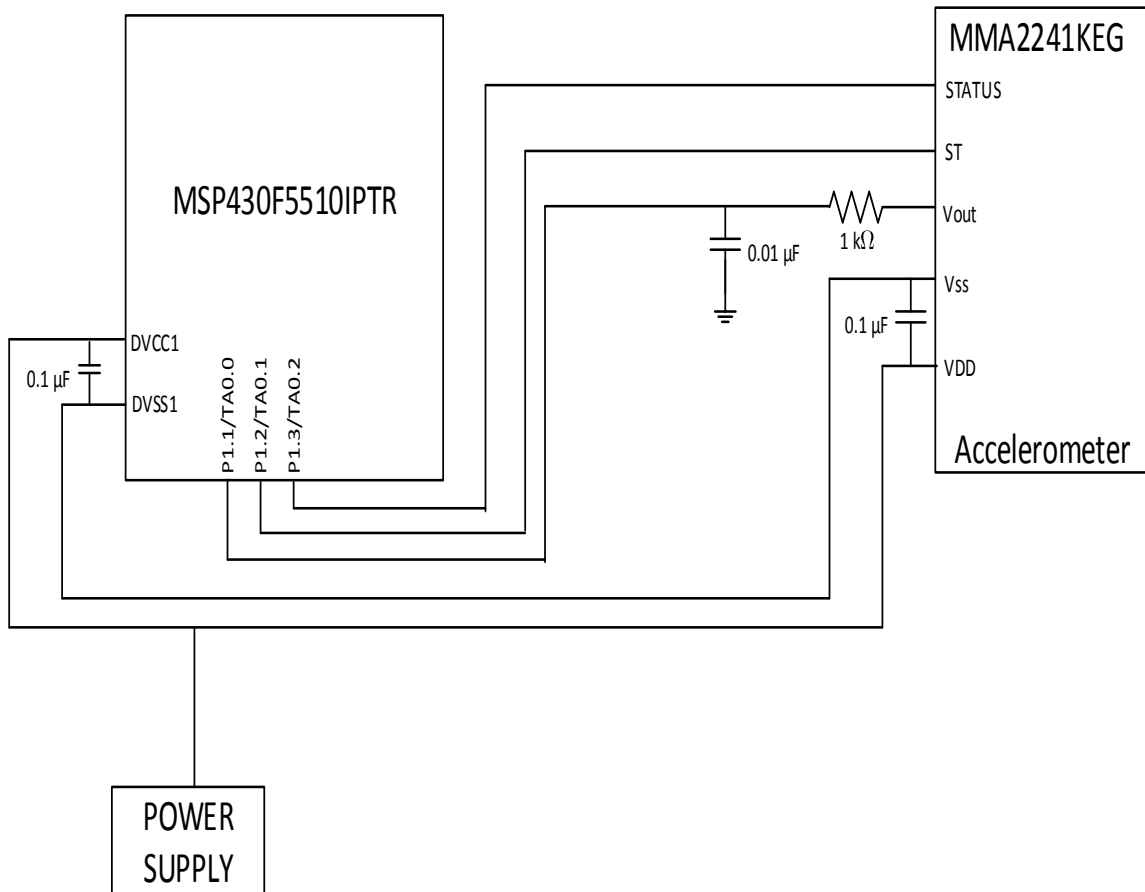 MMA2241KEG
STATUS
ST
MSP430F5510IPTR
Vout
1 kΩ
0.01 µF
Vss
0.1 µF
DVCC1
VDD
0.1 µF
DVSS1
P1.1/TA0.0
P1.2/TA0.1
P1.3/TA0.2
Accelerometer
POWER
SUPPLY